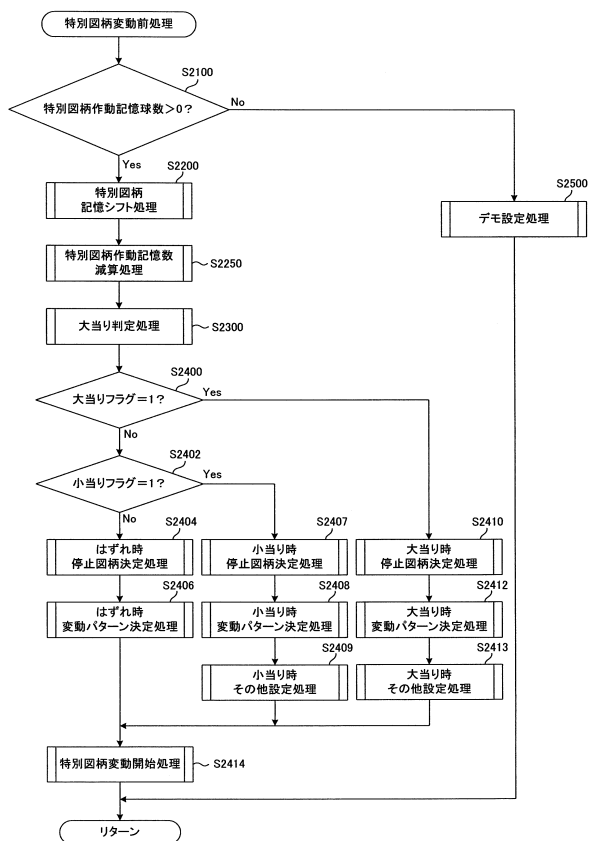 特別図柄変動前処理
S2100
特別図柄作動記憶球数>0?
No
Yes
S2200
特別図柄
記憶シフト処理
S2500
デモ設定処理
特別図柄作動記憶数
減算処理
S2250
大当り判定処理
S2300
S2400
大当りフラグ=1?
Yes
No
S2402
小当りフラグ=1?
Yes
No
S2404
はずれ時
停止図柄決定処理
S2407
小当り時
停止図柄決定処理
S2410
大当り時
停止図柄決定処理
S2406
はずれ時
変動パターン決定処理
S2408
小当り時
変動パターン決定処理
S2412
大当り時
変動パターン決定処理
S2409
小当り時
その他設定処理
S2413
大当り時
その他設定処理
特別図柄変動開始処理
S2414
リターン